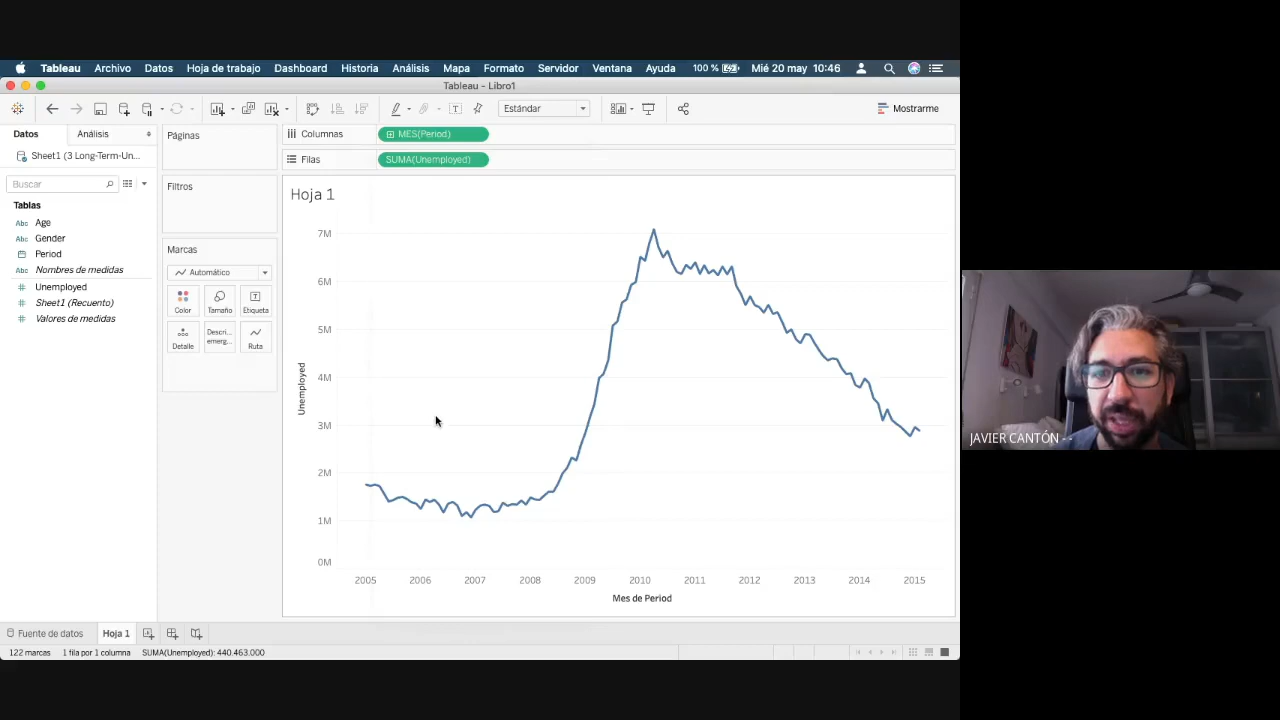 Tableau Archivo Datos Hoja de trabajo Dashboard Historia Análisis Mapa Formato Servidor Ventana Ayuda 100 % Mié 20 may 10:46
Tableau - Libro1
Estándar
Mostrarme
Datos Análisis
Páginas
Columnas MES(Period)
Sheet1 (3 Long-Term-Un...
Filas SUMA(Unemployed)
Buscar
Filtros
Hoja 1
Tablas
Abc Age
Abc Gender
Period
Abc Nombres de medidas
Unemployed
Sheet1 (Recuento)
Valores de medidas
Marcas
Automático
Color Tamaño Etiqueta
Detalle Descri... emerg... Ruta
7M
6M
5M
4M
3M
2M
1M
0M
Unemployed
2005 2006 2007 2008 2009 2010 2011 2012 2013 2014 2015
Mes de Period
JAVIER CANTÓN - -
Fuente de datos Hoja 1
122 marcas 1 fila por 1 columna SUMA(Unemployed): 440.463.000